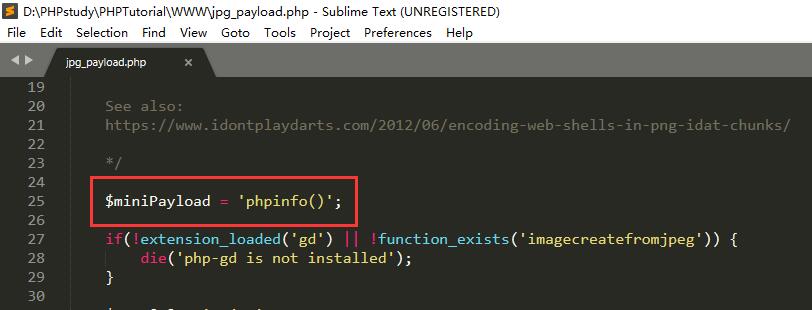 D:\PHPstudy\PHPTutorial\WWW\jpg_payload.php - Sublime Text (UNREGISTERED)
File Edit Selection Find View Goto Tools Project Preferences Help
jpg_payload.php ×
19
20 See also:
21 https://www.idontplaydarts.com/2012/06/encoding-web-shells-in-png-idat-chunks/
22
23 */
24
25 $miniPayload = 'phpinfo()';
26
27 if(!extension_loaded('gd') || !function_exists('imagecreatefromjpeg')) {
28 die('php-gd is not installed');
29 }
30